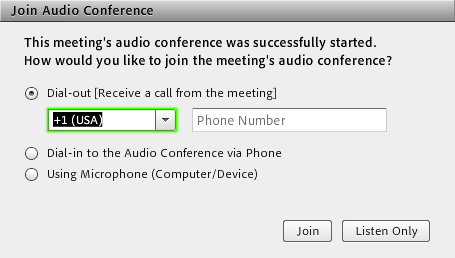 Join Audio Conference
This meeting's audio conference was successfully started.
How would you like to join the meeting's audio conference?
Dial-out [Receive a call from the meeting]
+1 (USA) Phone Number
Dial-in to the Audio Conference via Phone
Using Microphone (Computer/Device)
Join Listen Only